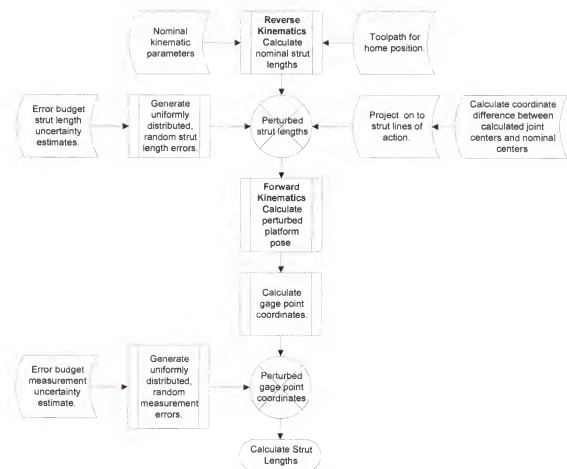 Nominal
kinematic
parameters
Reverse
Kinematics
Calculate
nominal strut
lengths
Toolpath for
home position.
Error budget
strut length
uncertainty
estimates.
Generate
uniformly
distributed,
random strut
length errors.
Perturbed
strut lengths
Project on to
strut lines of
action.
Calculate coordinate
difference between
calculated joint
centers and nominal
centers
Forward
Kinematics
Calculate
perturbed
platform
pose
Calculate
gage point
coordinates.
Error budget
measurement
uncertainty
estimate.
Generate
uniformly
distributed,
random
measurement
errors.
Perturbed
gage point
coordinates
Calculate Strut
Lengths